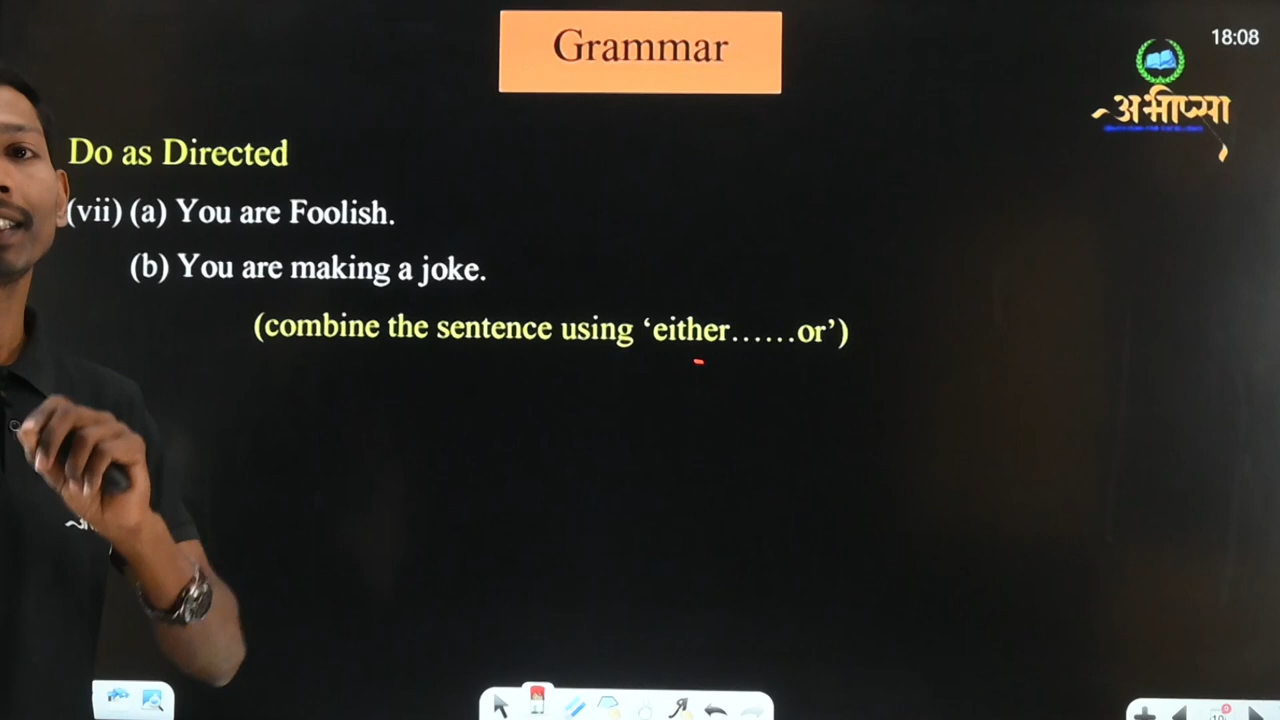 Grammar
18:08
अभीप्सा
Do as Directed
(vii) (a) You are Foolish.
(b) You are making a joke.
(combine the sentence using ‘either……or’)